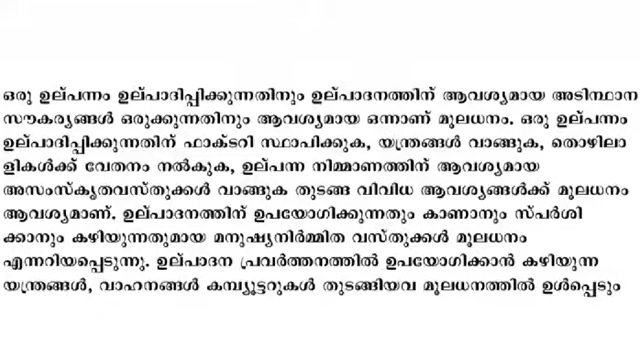 ഒരു ഉല്പന്നം ഉല്പാദിപ്പിക്കുന്നതിനും ഉല്പാദനത്തിന് ആവശ്യമായ അടിസ്ഥാന
സൗകര്യങ്ങൾ ഒരുക്കുന്നതിനും ആവശ്യമായ ഒന്നാണ് മൂലധനം. ഒരു ഉല്പന്നം
ഉല്പാദിപ്പിക്കുന്നതിന് ഫാക്ടറി സ്ഥാപിക്കുക, യന്ത്രങ്ങൾ വാങ്ങുക, തൊഴിലാ
ളികൾക്ക് വേതനം നൽകുക, ഉല്പന്ന നിമ്മാണത്തിന് ആവശ്യമായ
അസംസ്കൃതവസ്തുക്കൾ വാങ്ങുക തുടങ്ങ വിവിധ ആവശ്യങ്ങൾക്ക് മൂലധനം
ആവശ്യമാണ്. ഉല്പാദനത്തിന് ഉപയോഗിക്കുന്നതും കാണാനും സ്പർശി
ക്കാനും കഴിയുന്നതുമായ മനുഷ്യനിർമ്മിത വസ്തുക്കൾ മൂലധനം
എന്നറിയപ്പെടുന്നു. ഉല്പാദന പ്രവർത്തനത്തിൽ ഉപയോഗിക്കാൻ കഴിയുന്ന
യന്ത്രങ്ങൾ, വാഹനങ്ങൾ കമ്പ്യൂട്ടറുകൾ തുടങ്ങിയവ മൂലധനത്തിൽ ഉൾപ്പെടും